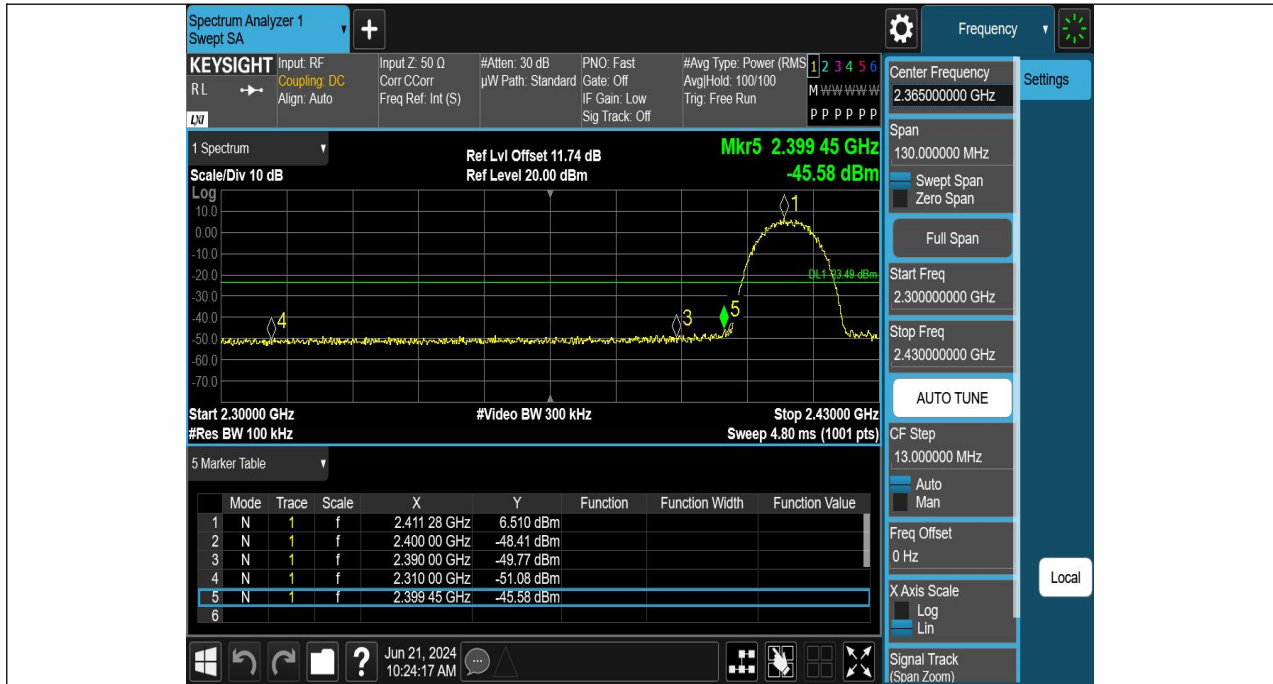 Spectrum Analyzer 1
Swept SA
Frequency
KEYSIGHT
RL
LXI
Input: RF
Coupling: DC
Align: Auto
Input Z: 50 Ω
Corr CCorr
Freq Ref: Int (S)
#Atten: 30 dB
µW Path: Standard
PNO: Fast
Gate: Off
IF Gain: Low
Sig Track: Off
#Avg Type: Power (RMS
Avg|Hold: 100/100
Trig: Free Run
1 2 3 4 5 6
M W W W W W
P P P P P P
1 Spectrum
Scale/Div 10 dB
Ref Lvl Offset 11.74 dB
Ref Level 20.00 dBm
Mkr5 2.399 45 GHz
-45.58 dBm
Log
10.0
0.00
-10.0
-20.0
-30.0
-40.0
-50.0
-60.0
-70.0
1
DL1 -23.49 dBm
4
3
5
Start 2.30000 GHz
#Video BW 300 kHz
Stop 2.43000 GHz
#Res BW 100 kHz
Sweep 4.80 ms (1001 pts)
5 Marker Table
Mode Trace Scale X Y Function Function Width Function Value
1 N 1 f 2.411 28 GHz 6.510 dBm
2 N 1 f 2.400 00 GHz -48.41 dBm
3 N 1 f 2.390 00 GHz -49.77 dBm
4 N 1 f 2.310 00 GHz -51.08 dBm
5 N 1 f 2.399 45 GHz -45.58 dBm
6
?
Jun 21, 2024
10:24:17 AM
Center Frequency
2.365000000 GHz
Settings
Span
130.000000 MHz
Swept Span
Zero Span
Full Span
Start Freq
2.300000000 GHz
Stop Freq
2.430000000 GHz
AUTO TUNE
CF Step
13.000000 MHz
Auto
Man
Freq Offset
0 Hz
Local
X Axis Scale
Log
Lin
Signal Track
(Span Zoom)